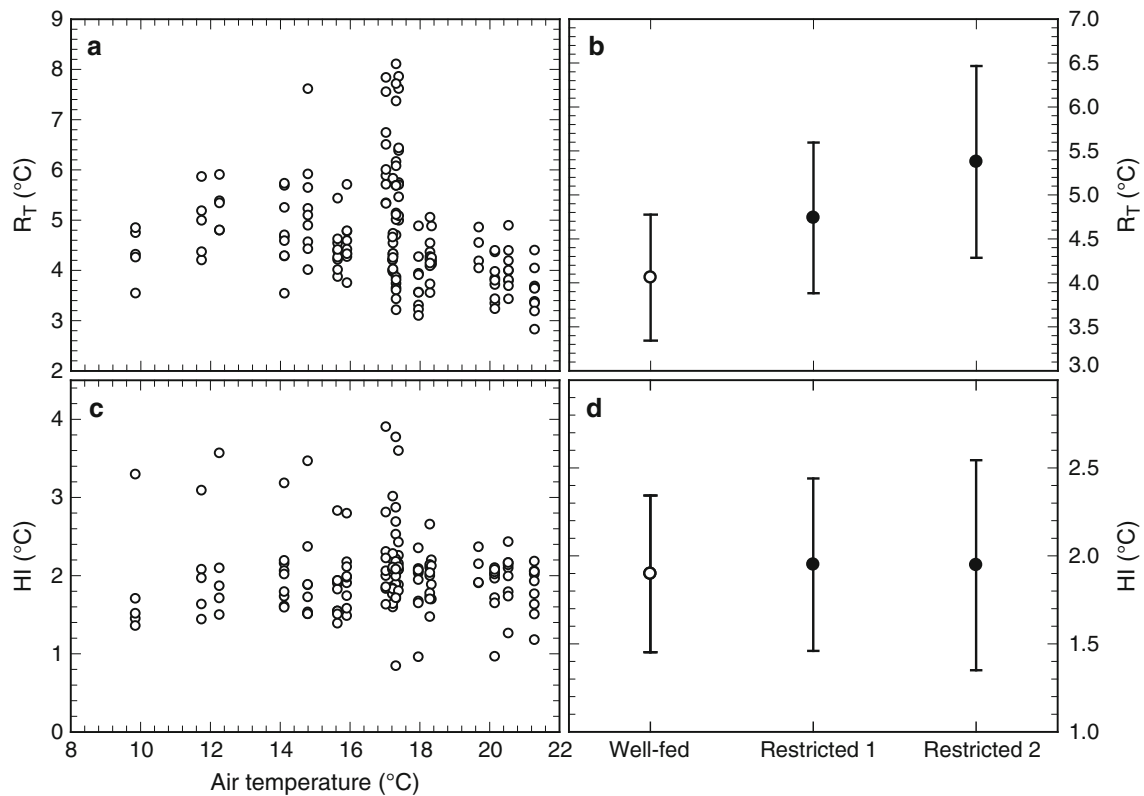 a
9
8
7
6
5
4
3
2
R_T (°C)
b
7.0
6.5
6.0
5.5
5.0
4.5
4.0
3.5
3.0
R_T (°C)
c
4
3
2
1
0
HI (°C)
8 10 12 14 16 18 20 22
Air temperature (°C)
d
2.5
2.0
1.5
1.0
HI (°C)
Well-fed Restricted 1 Restricted 2